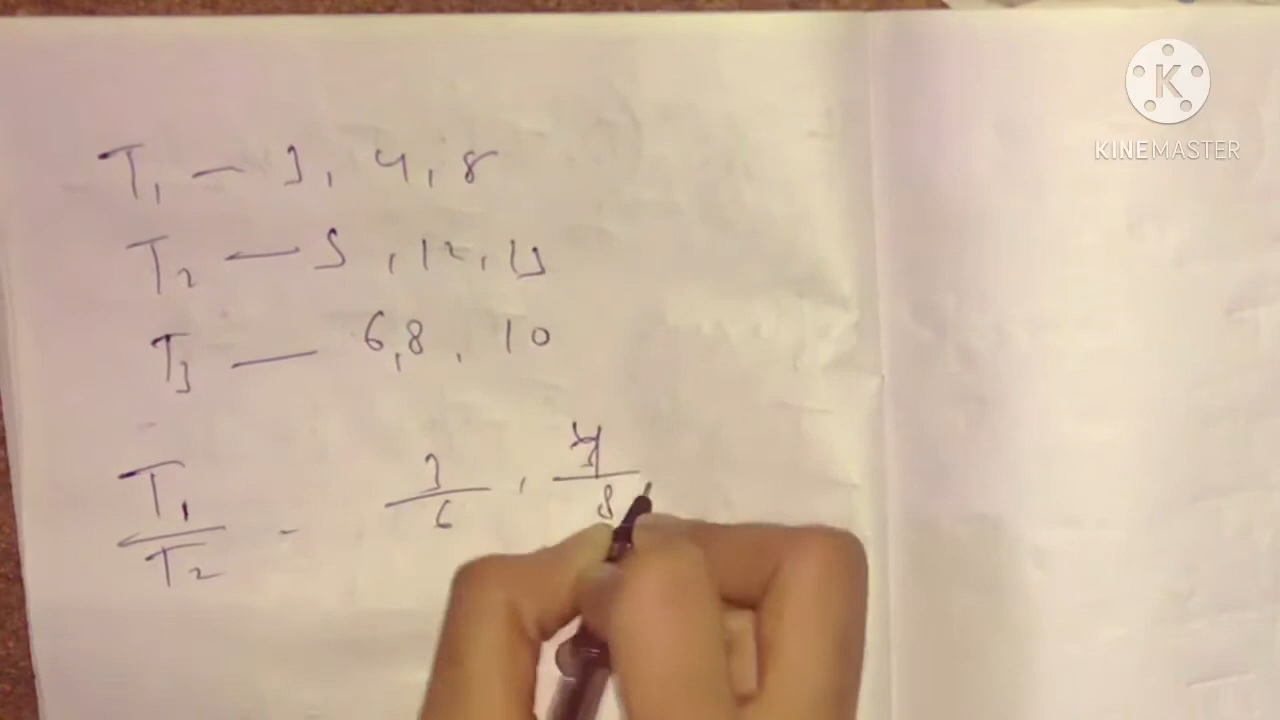 K
KINEMASTER
T1 — 3, 4, 8
T2 — 5, 12, 13
T3 — 6, 8, 10
T1/T2 - 3/6, 4/8